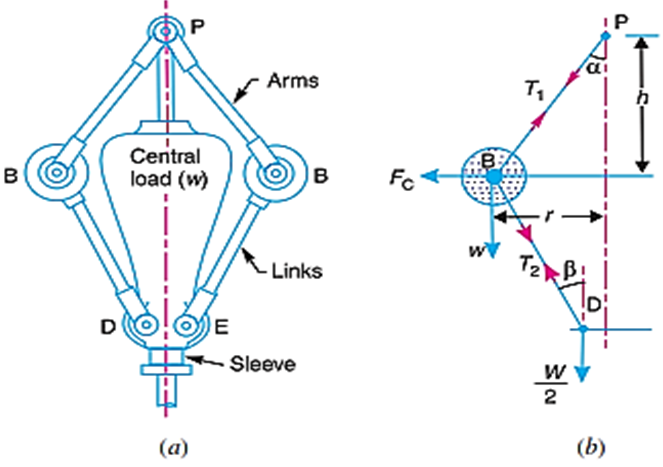 P
Arms
B
Central
load (w)
B
Links
D
E
Sleeve
(a)
P
α
T1
h
B
FC
r
w
T2
β
D
W
2
(b)